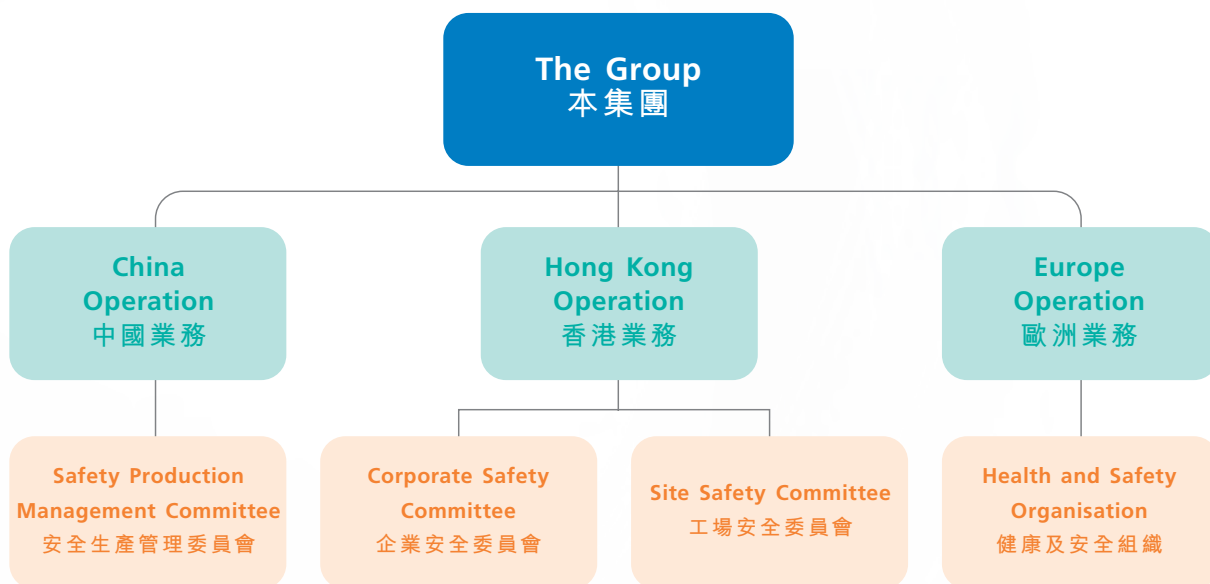 The Group
本集團
China
Operation
中國業務
Hong Kong
Operation
香港業務
Europe
Operation
歐洲業務
Safety Production
Management Committee
安全生產管理委員會
Corporate Safety
Committee
企業安全委員會
Site Safety Committee
工場安全委員會
Health and Safety
Organisation
健康及安全組織